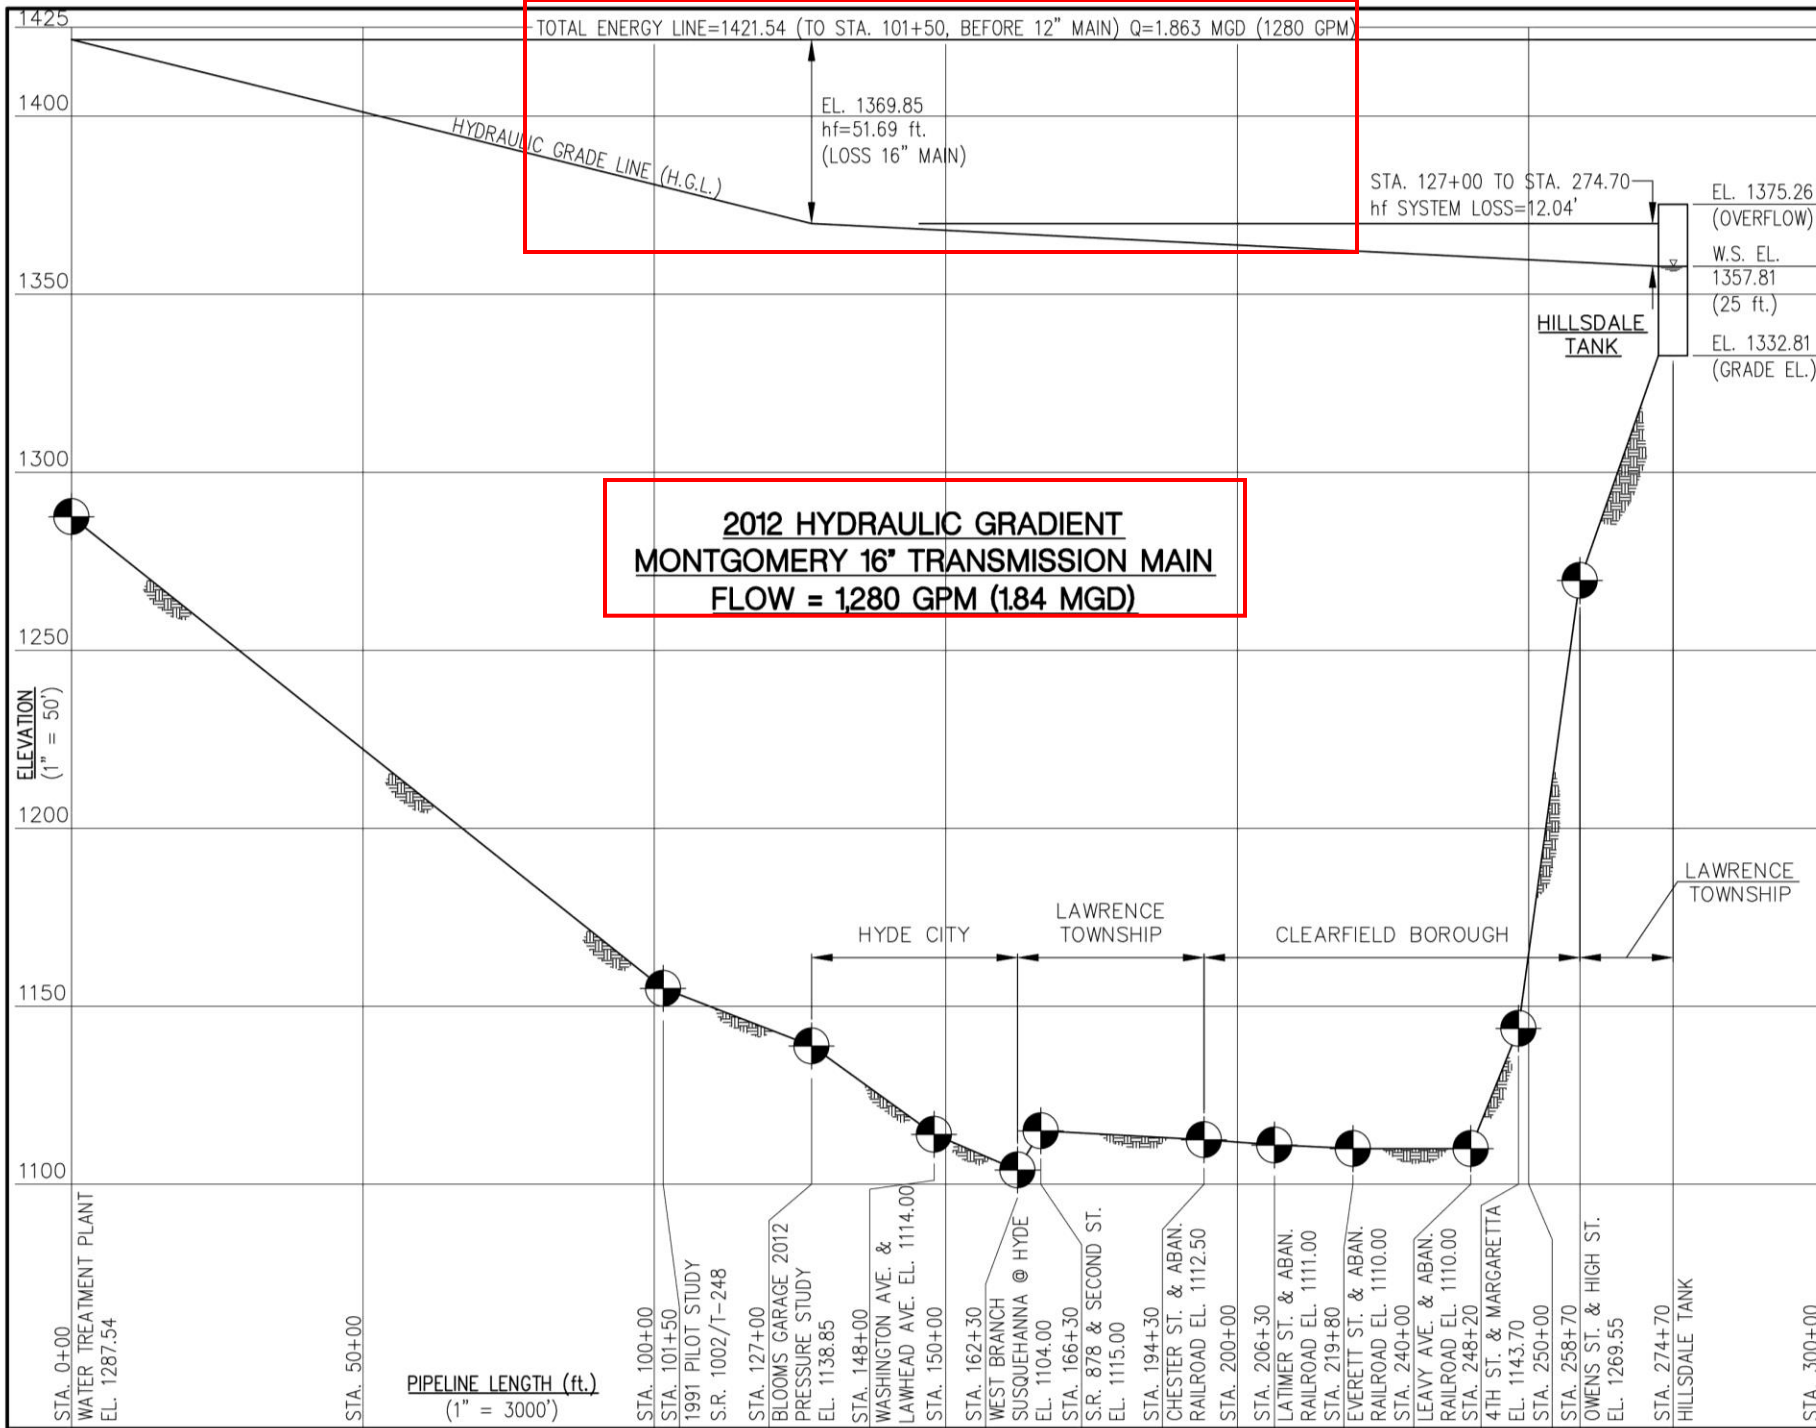 1425
TOTAL ENERGY LINE=1421.54 (TO STA. 101+50, BEFORE 12" MAIN) Q=1.863 MGD (1280 GPM)
1400
HYDRAULIC GRADE LINE (H.G.L.)
EL. 1369.85
hf=51.69 ft.
(LOSS 16" MAIN)
STA. 127+00 TO STA. 274.70
hf SYSTEM LOSS=12.04'
EL. 1375.26
(OVERFLOW)
W.S. EL.
1357.81
(25 ft.)
1350
HILLSDALE
TANK
EL. 1332.81
(GRADE EL.)
1300
2012 HYDRAULIC GRADIENT
MONTGOMERY 16" TRANSMISSION MAIN
FLOW = 1,280 GPM (1.84 MGD)
1250
ELEVATION
(1" = 50')
1200
LAWRENCE
TOWNSHIP
HYDE CITY
LAWRENCE
TOWNSHIP
CLEARFIELD BOROUGH
1150
1100
STA. 0+00
WATER TREATMENT PLANT
EL. 1287.54
STA. 50+00
PIPELINE LENGTH (ft.)
(1" = 3000')
STA. 100+00
STA. 101+50
1991 PILOT STUDY
S.R. 1002/T-248
STA. 127+00
BLOOMS GARAGE 2012
PRESSURE STUDY
EL. 1138.85
STA. 148+00
WASHINGTON AVE. &
LAWHEAD AVE. EL. 1114.00
STA. 150+00
STA. 162+30
WEST BRANCH
SUSQUEHANNA @ HYDE
EL. 1104.00
STA. 166+30
S.R. 878 & SECOND ST.
EL. 1115.00
STA. 194+30
CHESTER ST. & ABAN.
RAILROAD EL. 1112.50
STA. 200+00
STA. 206+30
LATIMER ST. & ABAN.
RAILROAD EL. 1111.00
STA. 219+80
EVERETT ST. & ABAN.
RAILROAD EL. 1110.00
STA. 240+00
LEAVY AVE. & ABAN.
RAILROAD EL. 1110.00
STA. 248+20
4TH ST. & MARGARETTA
EL. 1143.70
STA. 250+00
STA. 258+70
OWENS ST. & HIGH ST.
EL. 1269.55
STA. 274+70
HILLSDALE TANK
STA. 300+00